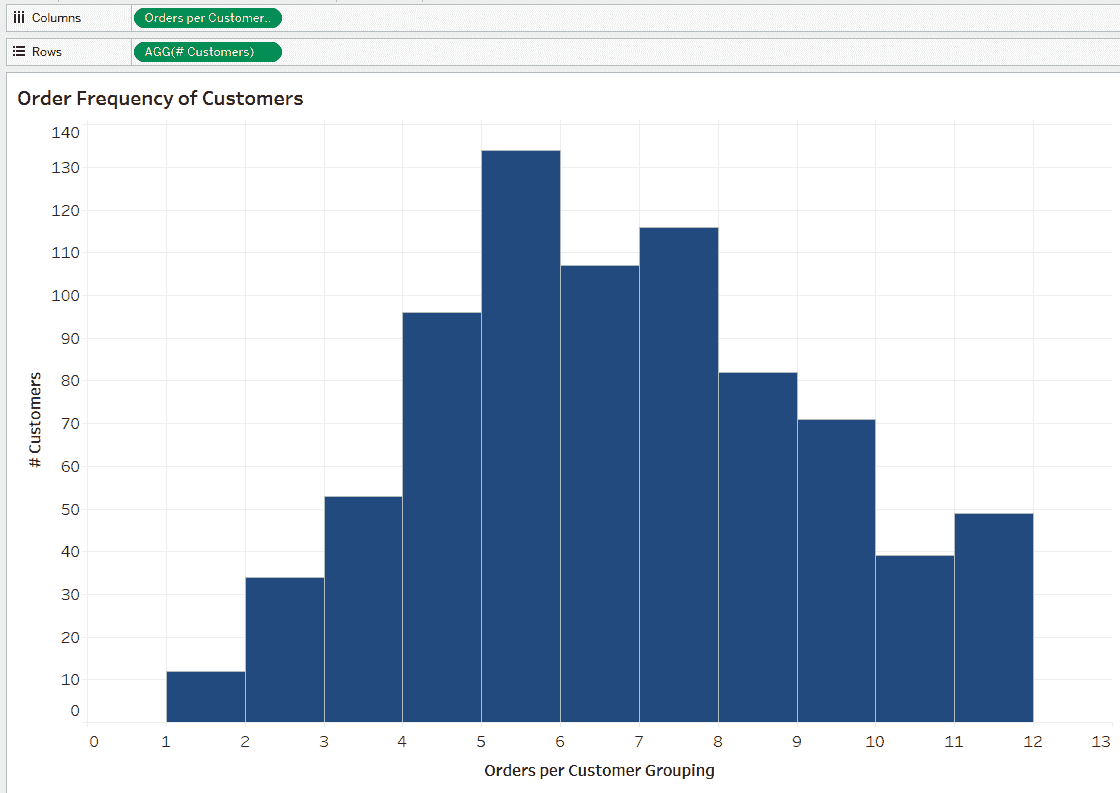 Columns
Orders per Customer..
Rows
AGG(# Customers)
Order Frequency of Customers
140
130
120
110
100
90
80
70
60
50
40
30
20
10
0
# Customers
0 1 2 3 4 5 6 7 8 9 10 11 12 13
Orders per Customer Grouping